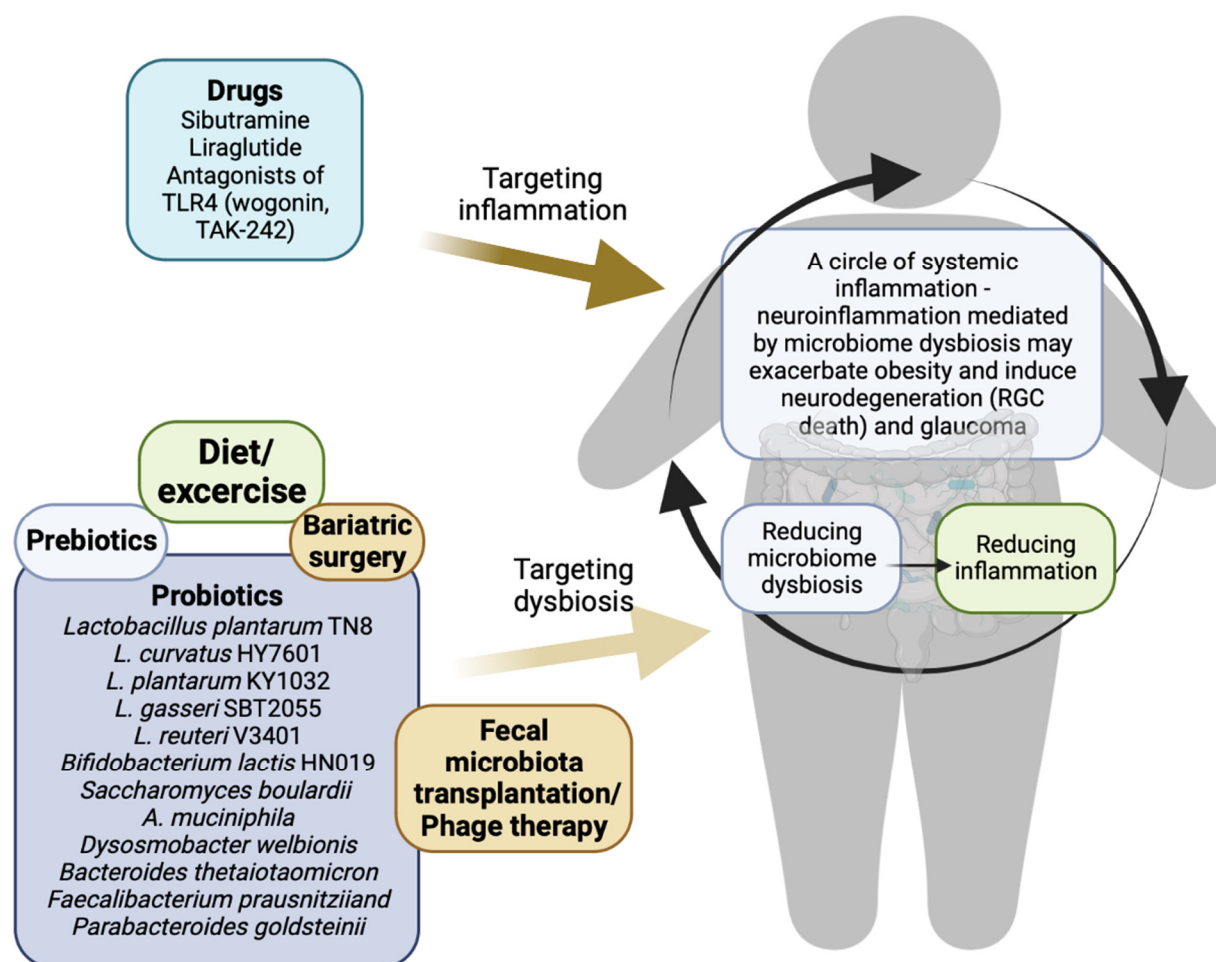 Drugs
Sibutramine
Liraglutide
Antagonists of
TLR4 (wogonin,
TAK-242)
Targeting
inflammation
A circle of systemic
inflammation -
neuroinflammation mediated
by microbiome dysbiosis may
exacerbate obesity and induce
neurodegeneration (RGC
death) and glaucoma
Diet/
excercise
Prebiotics
Bariatric
surgery
Probiotics
Lactobacillus plantarum TN8
L. curvatus HY7601
L. plantarum KY1032
L. gasseri SBT2055
L. reuteri V3401
Bifidobacterium lactis HN019
Saccharomyces boulardii
A. muciniphila
Dysosmobacter welbionis
Bacteroides thetaiotaomicron
Faecalibacterium prausnitziiand
Parabacteroides goldsteinii
Targeting
dysbiosis
Fecal
microbiota
transplantation/
Phage therapy
Reducing
microbiome
dysbiosis
Reducing
inflammation